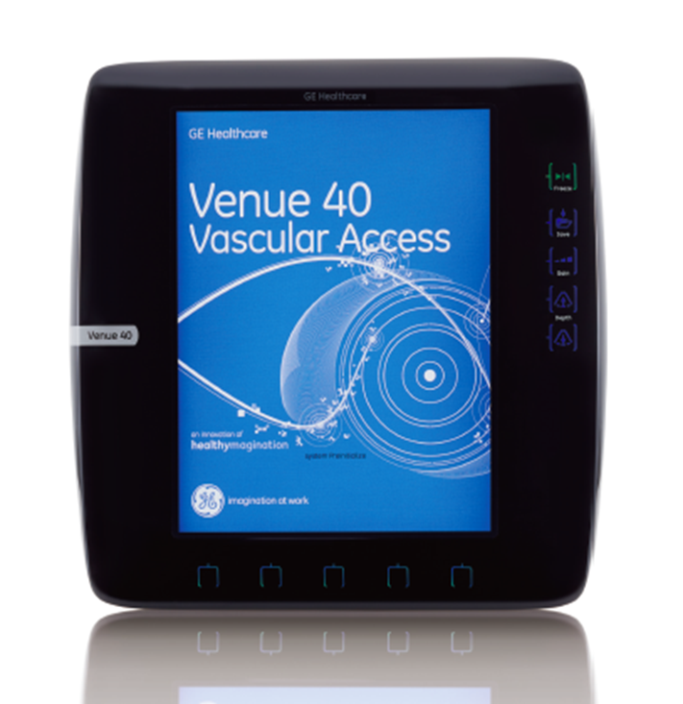 GE Healthcare
GE Healthcare
Venue 40
Vascular Access
Freeze
Save
Gain
Depth
Venue 40
an innovation of
healthymagination
imagination at work